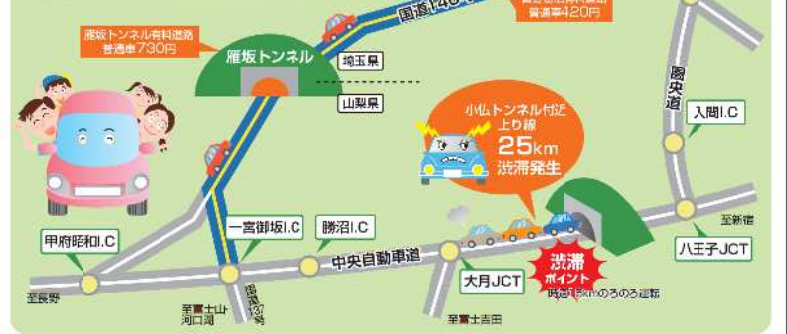 国道140号
普通車420円
雁坂トンネル有料道路
普通車730円
雁坂トンネル
埼玉県
山梨県
圏央道
入間I.C
小仏トンネル付近
上り線
25km
渋滞発生
至新宿
八王子JCT
甲府昭和I.C
一宮御坂I.C
勝沼I.C
中央自動車道
大月JCT
渋滞
ポイント
のろのろ運転
至長野
至富士山
河口湖
国道137号
至富士吉田